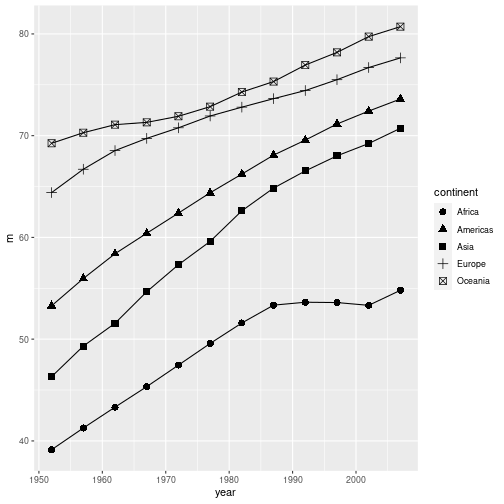 80
70
60
50
40
m
1950
1960
1970
1980
1990
2000
year
continent
Africa
Americas
Asia
Europe
Oceania